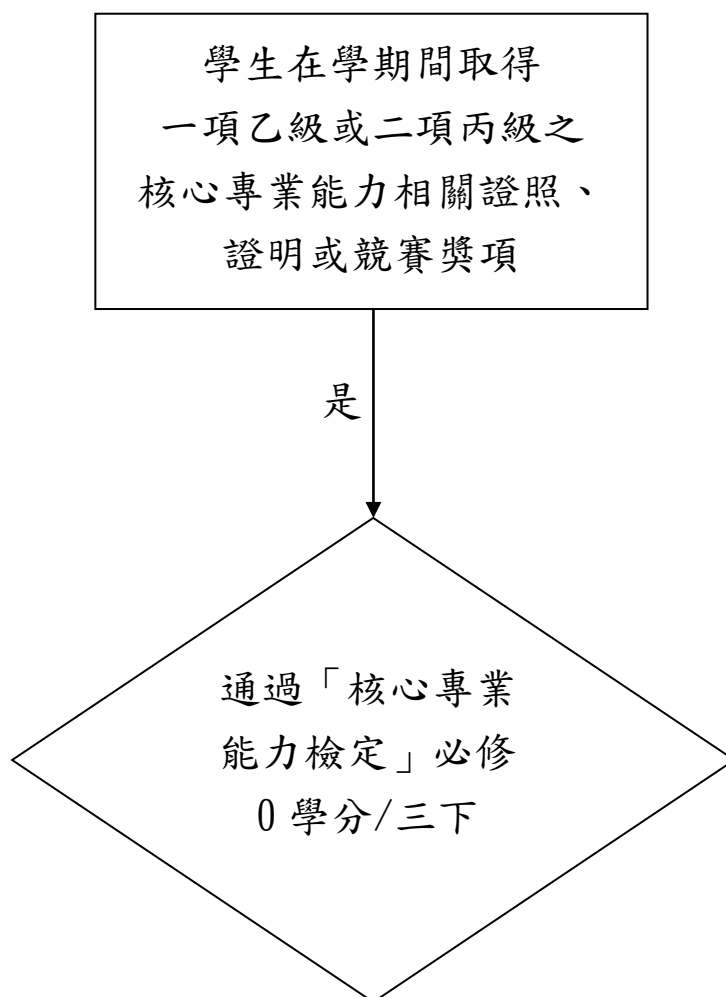 學生在學期間取得
一項乙級或二項丙級之
核心專業能力相關證照、
證明或競賽獎項
是
通過「核心專業
能力檢定」必修
0 學分/三下